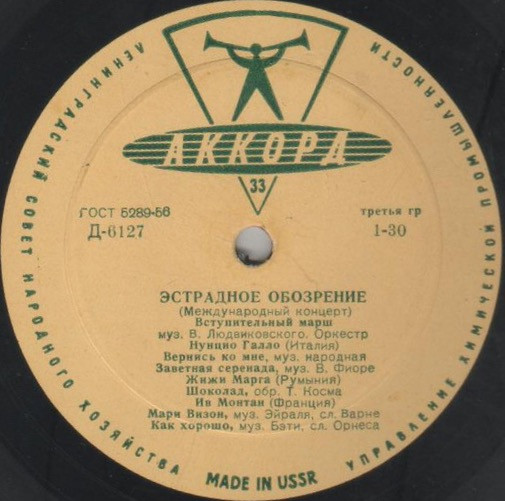 ЛЕНИНГРАДСКИЙ СОВЕТ НАРОДНОГО ХОЗЯЙСТВА
УПРАВЛЕНИЕ ХИМИЧЕСКОЙ ПРОМЫШЛЕННОСТИ
АККОРД
33
ГОСТ 5289-56
третья гр
Д-6127
1-30
ЭСТРАДНОЕ ОБОЗРЕНИЕ
(Международный концерт)
Вступительный марш
муз. В. Людвиковского. Оркестр
Нунцио Галло (Италия)
Вернись ко мне, муз. народная
Заветная серенада, муз. В. Фиоре
Жижи Марга (Румыния)
Шоколад, обр. Т. Косма
Ив Монтан (Франция)
Мари Визон, муз. Эйраля, сл. Варне
Как хорошо, муз. Бэти, сл. Орнеса
MADE IN USSR